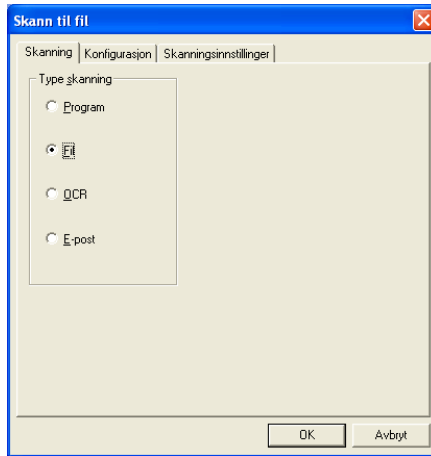 Skann til fil
Skanning Konfigurasjon Skanningsinnstillinger
Type skanning
Program
Fil
OCR
E-post
OK Avbryt